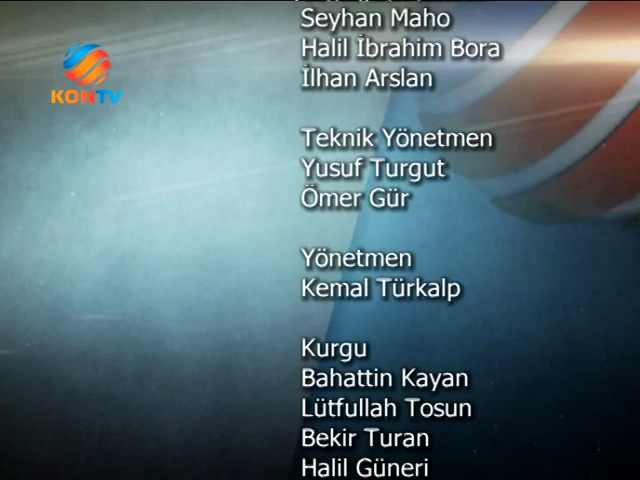 KONTV
Seyhan Maho
Halil İbrahim Bora
İlhan Arslan
Teknik Yönetmen
Yusuf Turgut
Ömer Gür
Yönetmen
Kemal Türkalp
Kurgu
Bahattin Kayan
Lütfullah Tosun
Bekir Turan
Halil Güneri